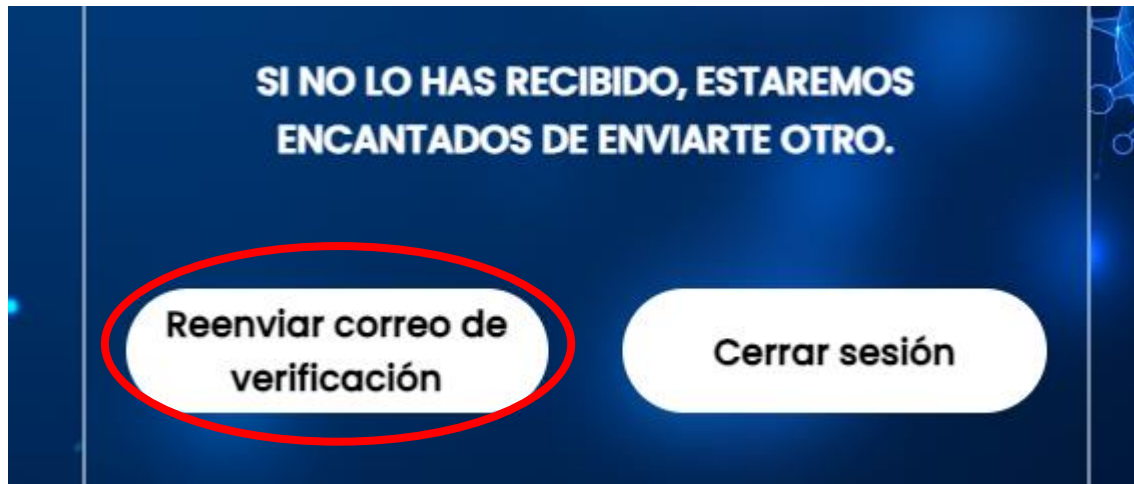 SI NO LO HAS RECIBIDO, ESTAREMOS
ENCANTADOS DE ENVIARTE OTRO.
Reenviar correo de
verificación
Cerrar sesión